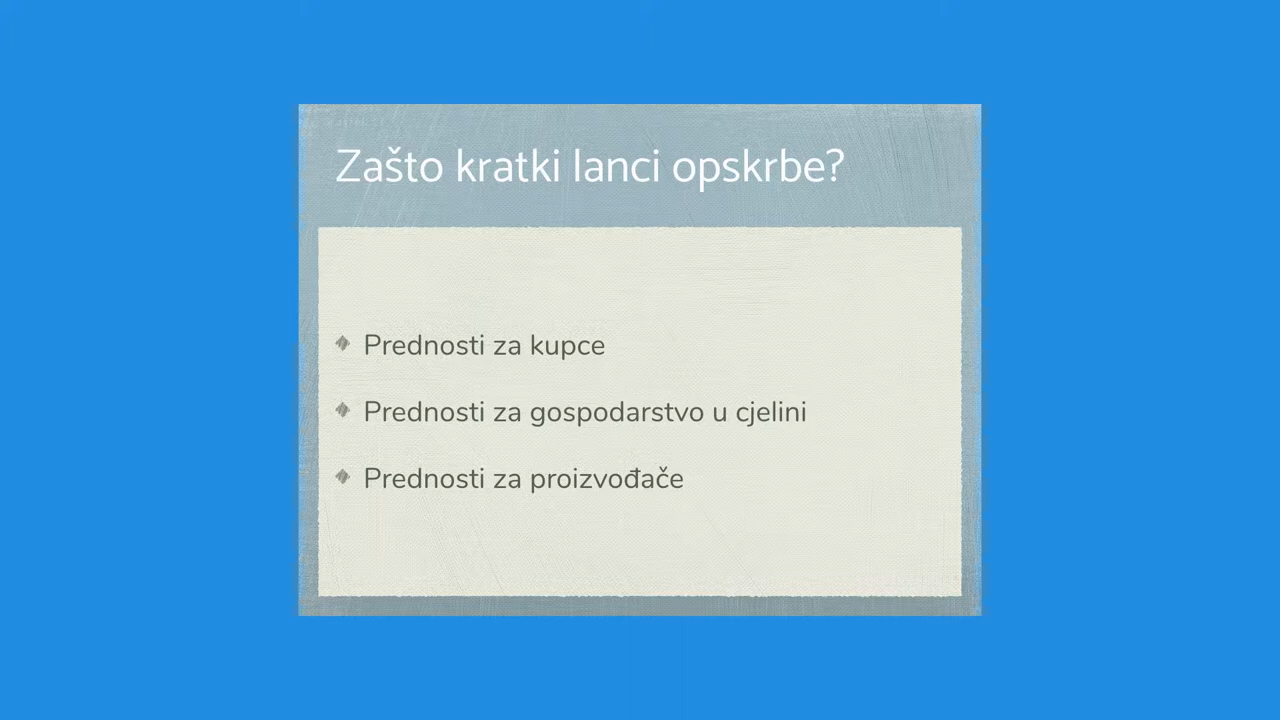 Zašto kratki lanci opskrbe?
Prednosti za kupce
Prednosti za gospodarstvo u cjelini
Prednosti za proizvođače